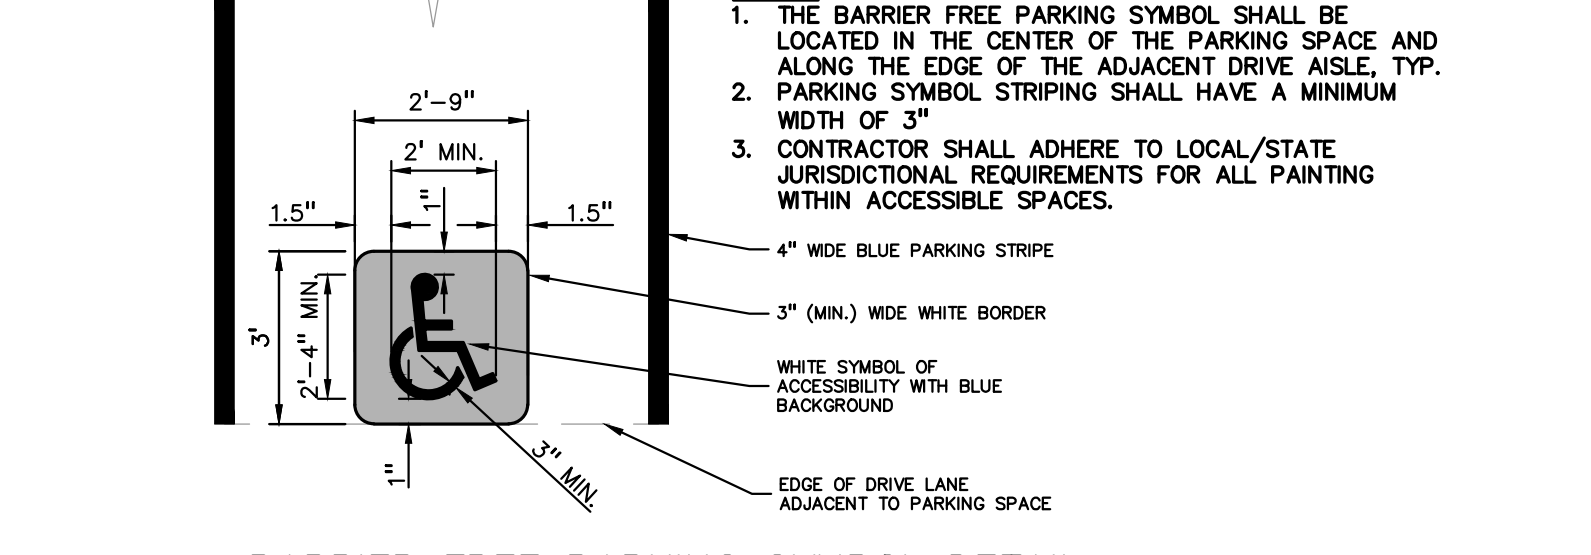 1. THE BARRIER FREE PARKING SYMBOL SHALL BE
LOCATED IN THE CENTER OF THE PARKING SPACE AND
ALONG THE EDGE OF THE ADJACENT DRIVE AISLE, TYP.
2. PARKING SYMBOL STRIPING SHALL HAVE A MINIMUM
WIDTH OF 3"
3. CONTRACTOR SHALL ADHERE TO LOCAL/STATE
JURISDICTIONAL REQUIREMENTS FOR ALL PAINTING
WITHIN ACCESSIBLE SPACES.
2'-9"
2' MIN.
1"
1.5"
1.5"
3'
2'-4" MIN.
1"
3" MIN.
4" WIDE BLUE PARKING STRIPE
3" (MIN.) WIDE WHITE BORDER
WHITE SYMBOL OF
ACCESSIBILITY WITH BLUE
BACKGROUND
EDGE OF DRIVE LANE
ADJACENT TO PARKING SPACE